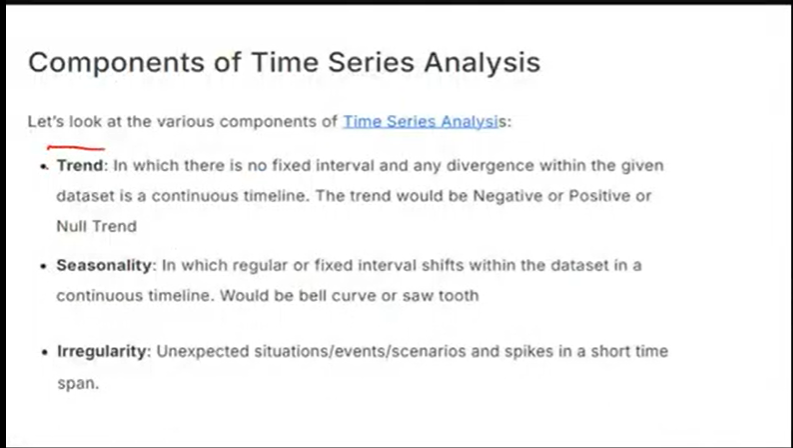 Components of Time Series Analysis
Let's look at the various components of Time Series Analysis:
• Trend: In which there is no fixed interval and any divergence within the given
dataset is a continuous timeline. The trend would be Negative or Positive or
Null Trend
• Seasonality: In which regular or fixed interval shifts within the dataset in a
continuous timeline. Would be bell curve or saw tooth
• Irregularity: Unexpected situations/events/scenarios and spikes in a short time
span.